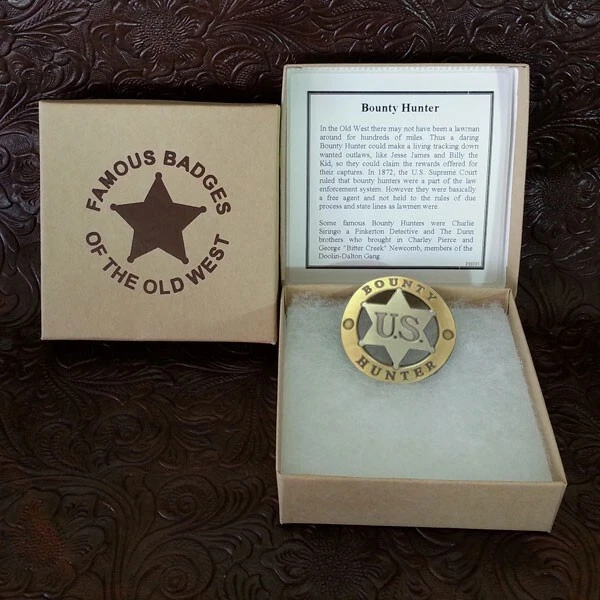 FAMOUS BADGES
OF THE OLD WEST
Bounty Hunter
In the Old West there may not have been a lawman
around for hundreds of miles. Thus a daring
Bounty Hunter could make a living tracking down
wanted outlaws, like Jesse James and Billy the
Kid, so they could claim the rewards offered for
their captures. In 1872, the U.S. Supreme Court
ruled that bounty hunters were a part of the law
enforcement system. However they were basically
a free agent and not held to the rules of due
process and state lines as lawmen were.
Some famous Bounty Hunters were Charlie
Siringo a Pinkerton Detective and The Dunn
brothers who brought in Charley Pierce and
George "Bitter Creek" Newcomb, members of the
Doolin-Dalton Gang.
BOUNTY
U.S.
HUNTER